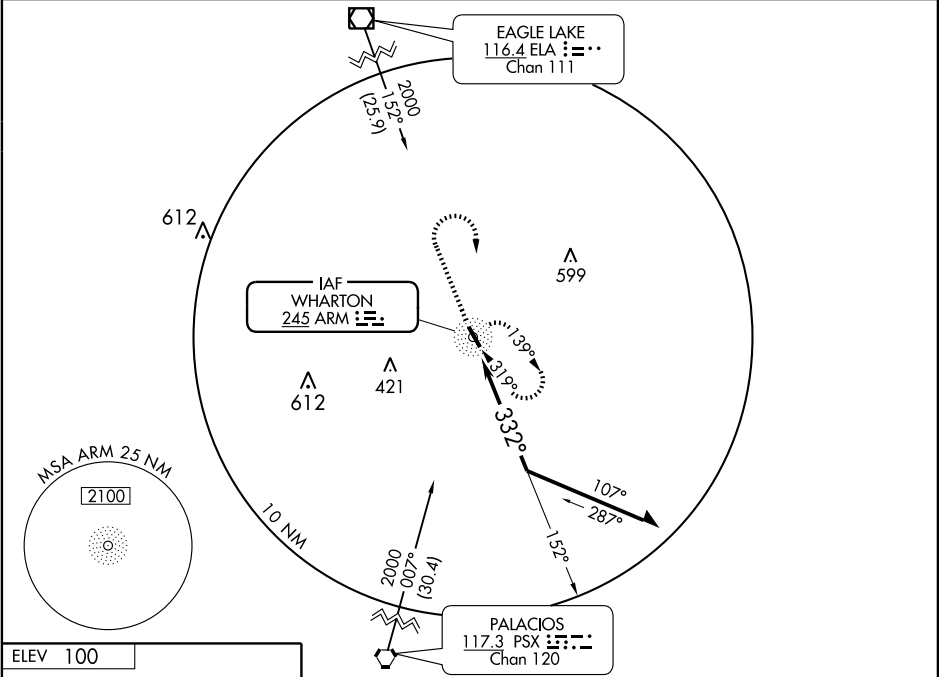 EAGLE LAKE
116.4 ELA
Chan 111
2000
152°
(25.9)
612
599
IAF
WHARTON
245 ARM
139°
319°
421
612
332°
MSA ARM 25 NM
2100
107°
287°
10 NM
152°
2000
007°
(30.4)
PALACIOS
117.3 PSX
Chan 120
ELEV 100